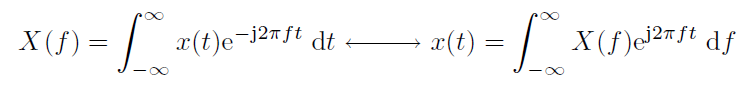 X(f) = ∫_{-∞}^{∞} x(t)e^{-j2πft} dt ⟷ x(t) = ∫_{-∞}^{∞} X(f)e^{j2πft} df